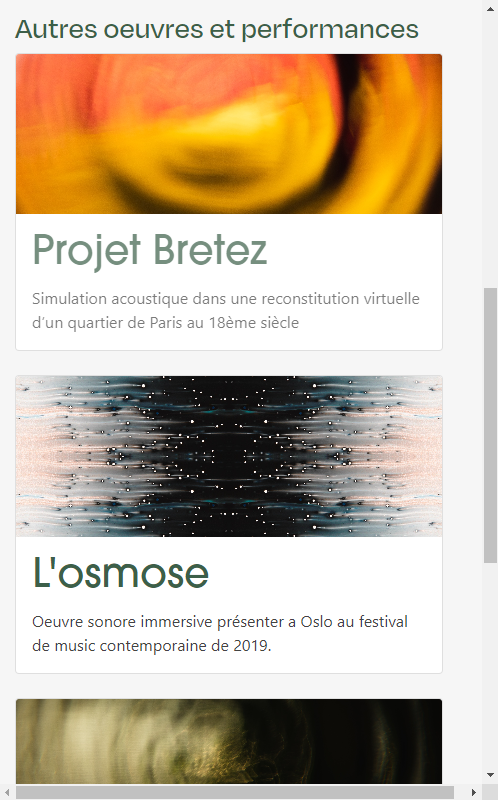 Autres oeuvres et performances
Projet Bretez
Simulation acoustique dans une reconstitution virtuelle
d’un quartier de Paris au 18ème siècle
L'osmose
Oeuvre sonore immersive présenter a Oslo au festival
de music contemporaine de 2019.